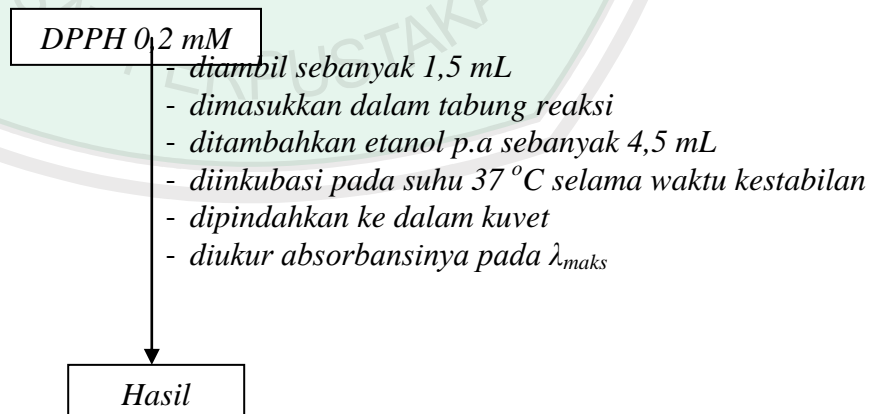 PERPUSTAKA
DPPH 0,2 mM
- diambil sebanyak 1,5 mL
- dimasukkan dalam tabung reaksi
- ditambahkan etanol p.a sebanyak 4,5 mL
- diinkubasi pada suhu 37 °C selama waktu kestabilan
- dipindahkan ke dalam kuvet
- diukur absorbansinya pada λmaks
Hasil